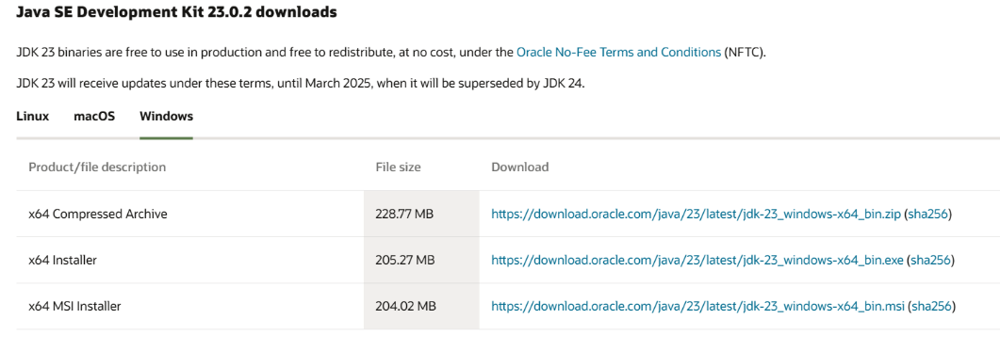 Java SE Development Kit 23.0.2 downloads
JDK 23 binaries are free to use in production and free to redistribute, at no cost, under the Oracle No-Fee Terms and Conditions (NFTC).
JDK 23 will receive updates under these terms, until March 2025, when it will be superseded by JDK 24.
Linux macOS Windows
Product/file description File size Download
x64 Compressed Archive 228.77 MB https://download.oracle.com/java/23/latest/jdk-23_windows-x64_bin.zip (sha256)
x64 Installer 205.27 MB https://download.oracle.com/java/23/latest/jdk-23_windows-x64_bin.exe (sha256)
x64 MSI Installer 204.02 MB https://download.oracle.com/java/23/latest/jdk-23_windows-x64_bin.msi (sha256)